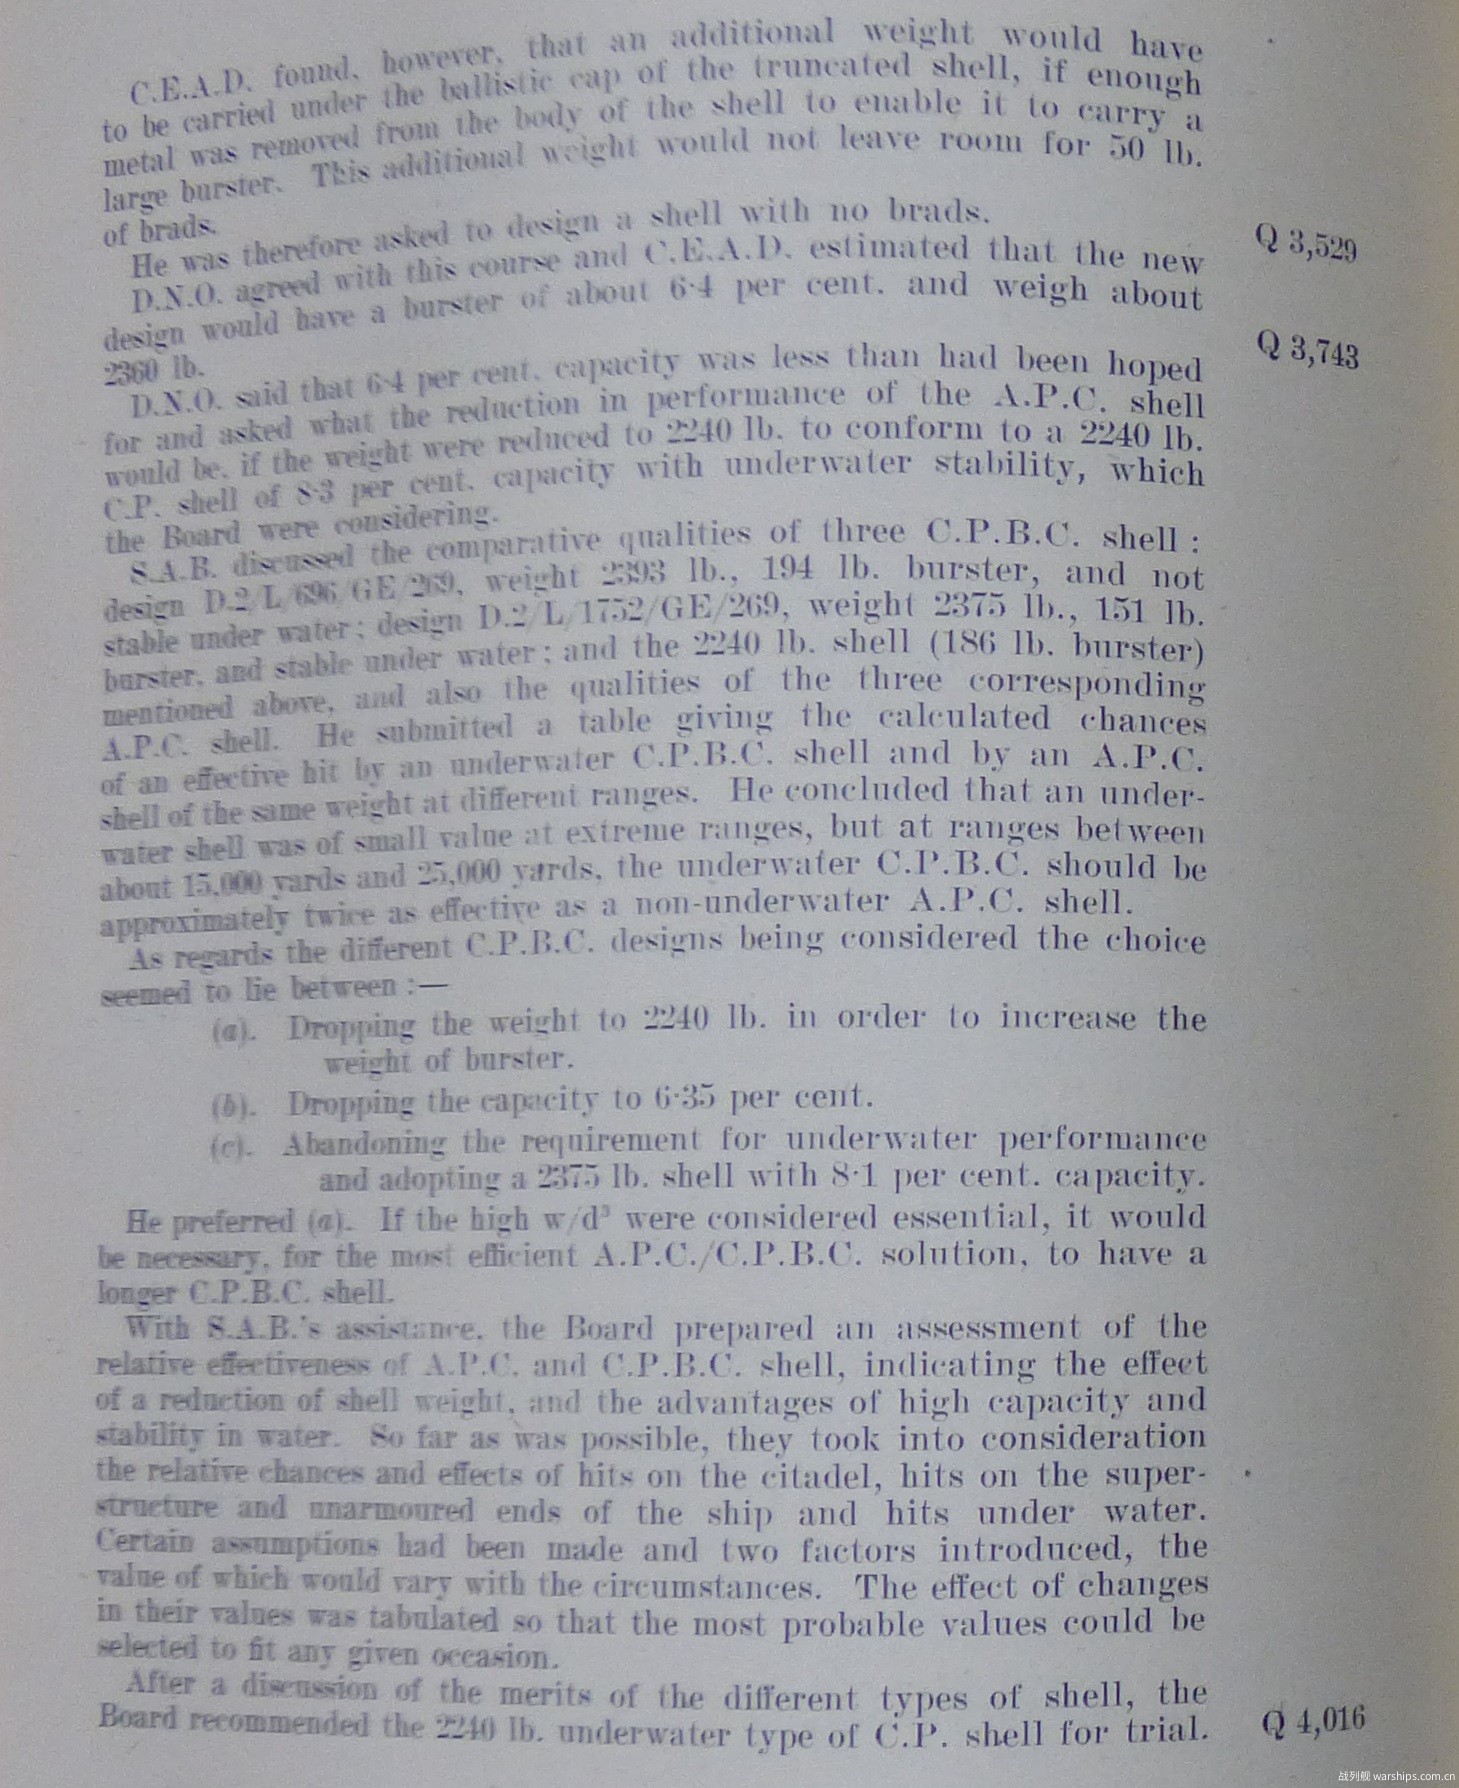 C.E.A.D. found, however, that an additional weight would have
to be carried under the ballistic cap of the truncated shell, if enough
metal was removed from the body of the shell to enable it to carry a
large burster. This additional weight would not leave room for 50 lb.
of brads.
He was therefore asked to design a shell with no brads.
D.N.O. agreed with this course and C.E.A.D. estimated that the new Q 3,529
design would have a burster of about 6·4 per cent. and weigh about
2360 lb.
D.N.O. said that 6·4 per cent. capacity was less than had been hoped Q 3,743
for and asked what the reduction in performance of the A.P.C. shell
would be, if the weight were reduced to 2240 lb. to conform to a 2240 lb.
C.P. shell of 8·3 per cent. capacity with underwater stability, which
the Board were considering.
S.A.B. discussed the comparative qualities of three C.P.B.C. shell :
design D.2/L/696/GE/269, weight 2393 lb., 194 lb. burster, and not
stable under water ; design D.2/L/1752/GE/269, weight 2375 lb., 151 lb.
burster, and stable under water ; and the 2240 lb. shell (186 lb. burster)
mentioned above, and also the qualities of the three corresponding
A.P.C. shell. He submitted a table giving the calculated chances
of an effective hit by an underwater C.P.B.C. shell and by an A.P.C.
shell of the same weight at different ranges. He concluded that an under-
water shell was of small value at extreme ranges, but at ranges between
about 15,000 yards and 25,000 yards, the underwater C.P.B.C. should be
approximately twice as effective as a non-underwater A.P.C. shell.
As regards the different C.P.B.C. designs being considered the choice
seemed to lie between :—
(a). Dropping the weight to 2240 lb. in order to increase the
weight of burster.
(b). Dropping the capacity to 6·35 per cent.
(c). Abandoning the requirement for underwater performance
and adopting a 2375 lb. shell with 8·1 per cent. capacity.
He preferred (a). If the high w/d³ were considered essential, it would
be necessary, for the most efficient A.P.C./C.P.B.C. solution, to have a
longer C.P.B.C. shell.
With S.A.B.'s assistance, the Board prepared an assessment of the
relative effectiveness of A.P.C. and C.P.B.C. shell, indicating the effect
of a reduction of shell weight, and the advantages of high capacity and
stability in water. So far as was possible, they took into consideration
the relative chances and effects of hits on the citadel, hits on the super-
structure and unarmoured ends of the ship and hits under water.
Certain assumptions had been made and two factors introduced, the
value of which would vary with the circumstances. The effect of changes
in their values was tabulated so that the most probable values could be
selected to fit any given occasion.
After a discussion of the merits of the different types of shell, the
Board recommended the 2240 lb. underwater type of C.P. shell for trial. Q 4,016
战列舰 warships.com.cn